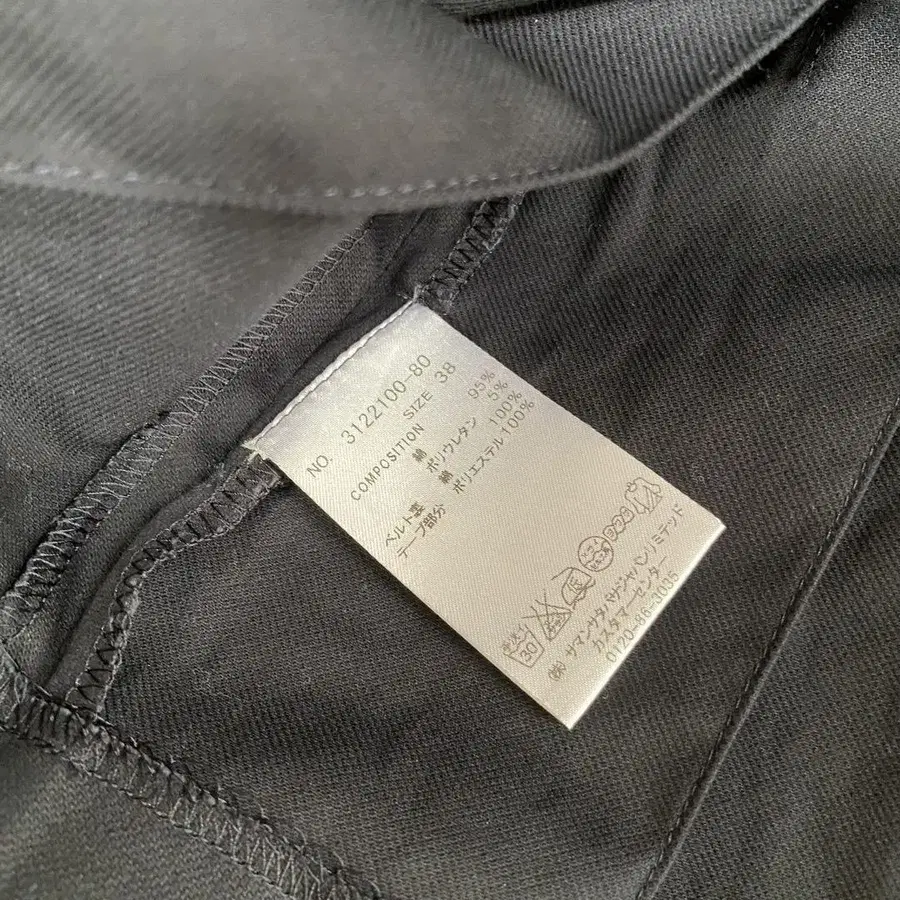 NO. 3122100-80
COMPOSITION SIZE 38
綿 95%
ポリウレタン 5%
ベルト裏 綿 100%
テープ部分 ポリエステル100%
30
㈱サマンサタバサジャパンリミテッド
カスタマーセンター
0120-86-3035